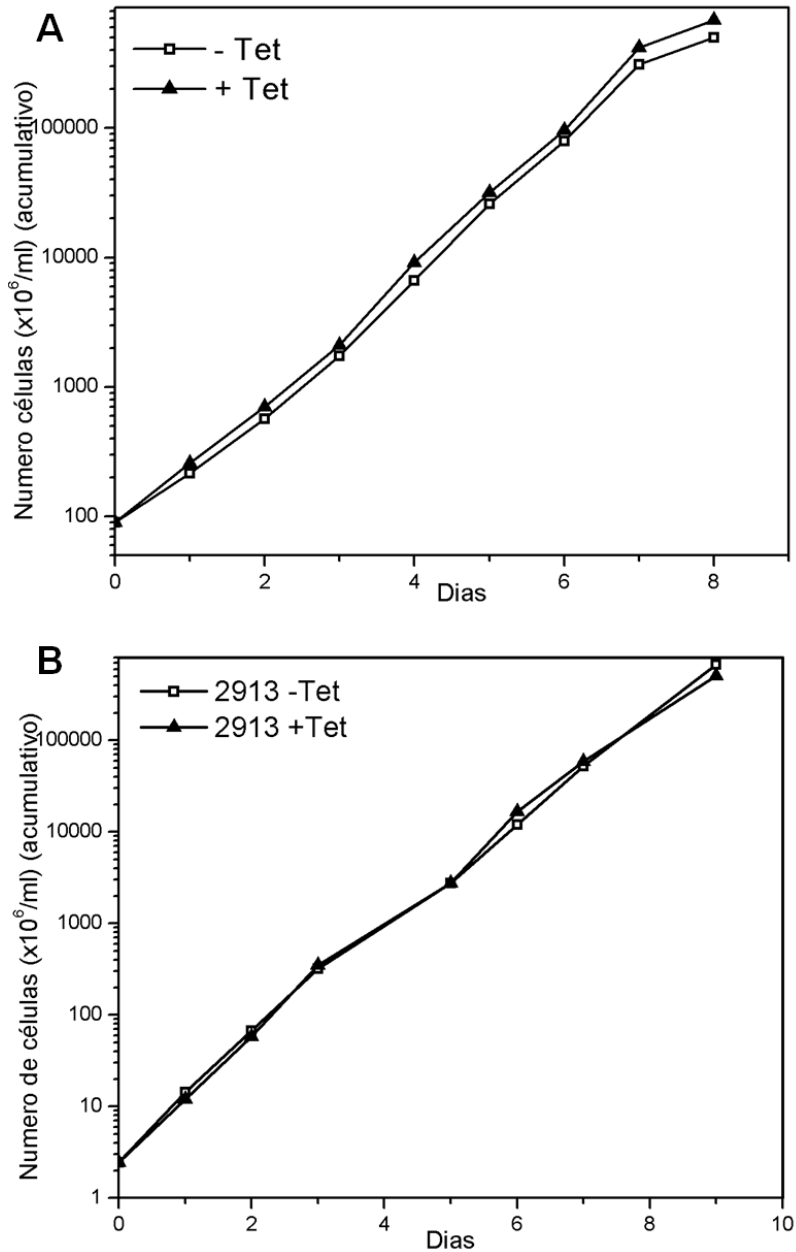 A
- Tet
+ Tet
Numero células (x10⁶/ml) (acumulativo)
100000
10000
1000
100
0
2
4
6
8
Dias
B
2913 -Tet
2913 +Tet
Numero de células (x10⁶/ml) (acumulativo)
100000
10000
1000
100
10
1
0
2
4
6
8
10
Dias